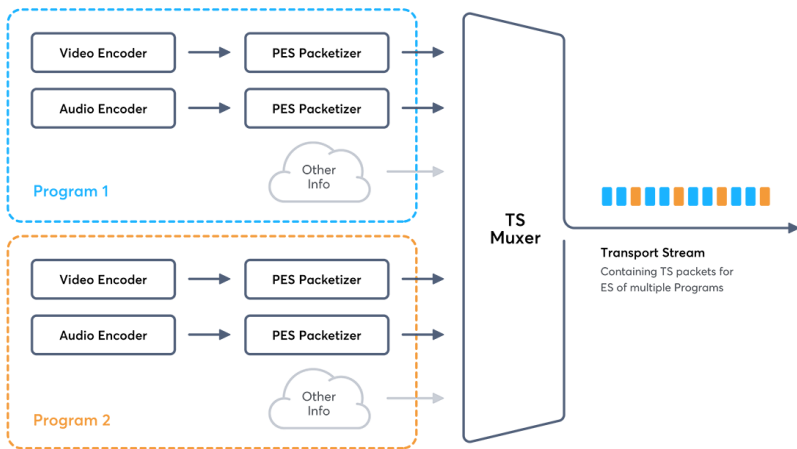 Video Encoder
PES Packetizer
Audio Encoder
PES Packetizer
Other
Info
Program 1
TS
Muxer
Transport Stream
Containing TS packets for
ES of multiple Programs
Video Encoder
PES Packetizer
Audio Encoder
PES Packetizer
Other
Info
Program 2